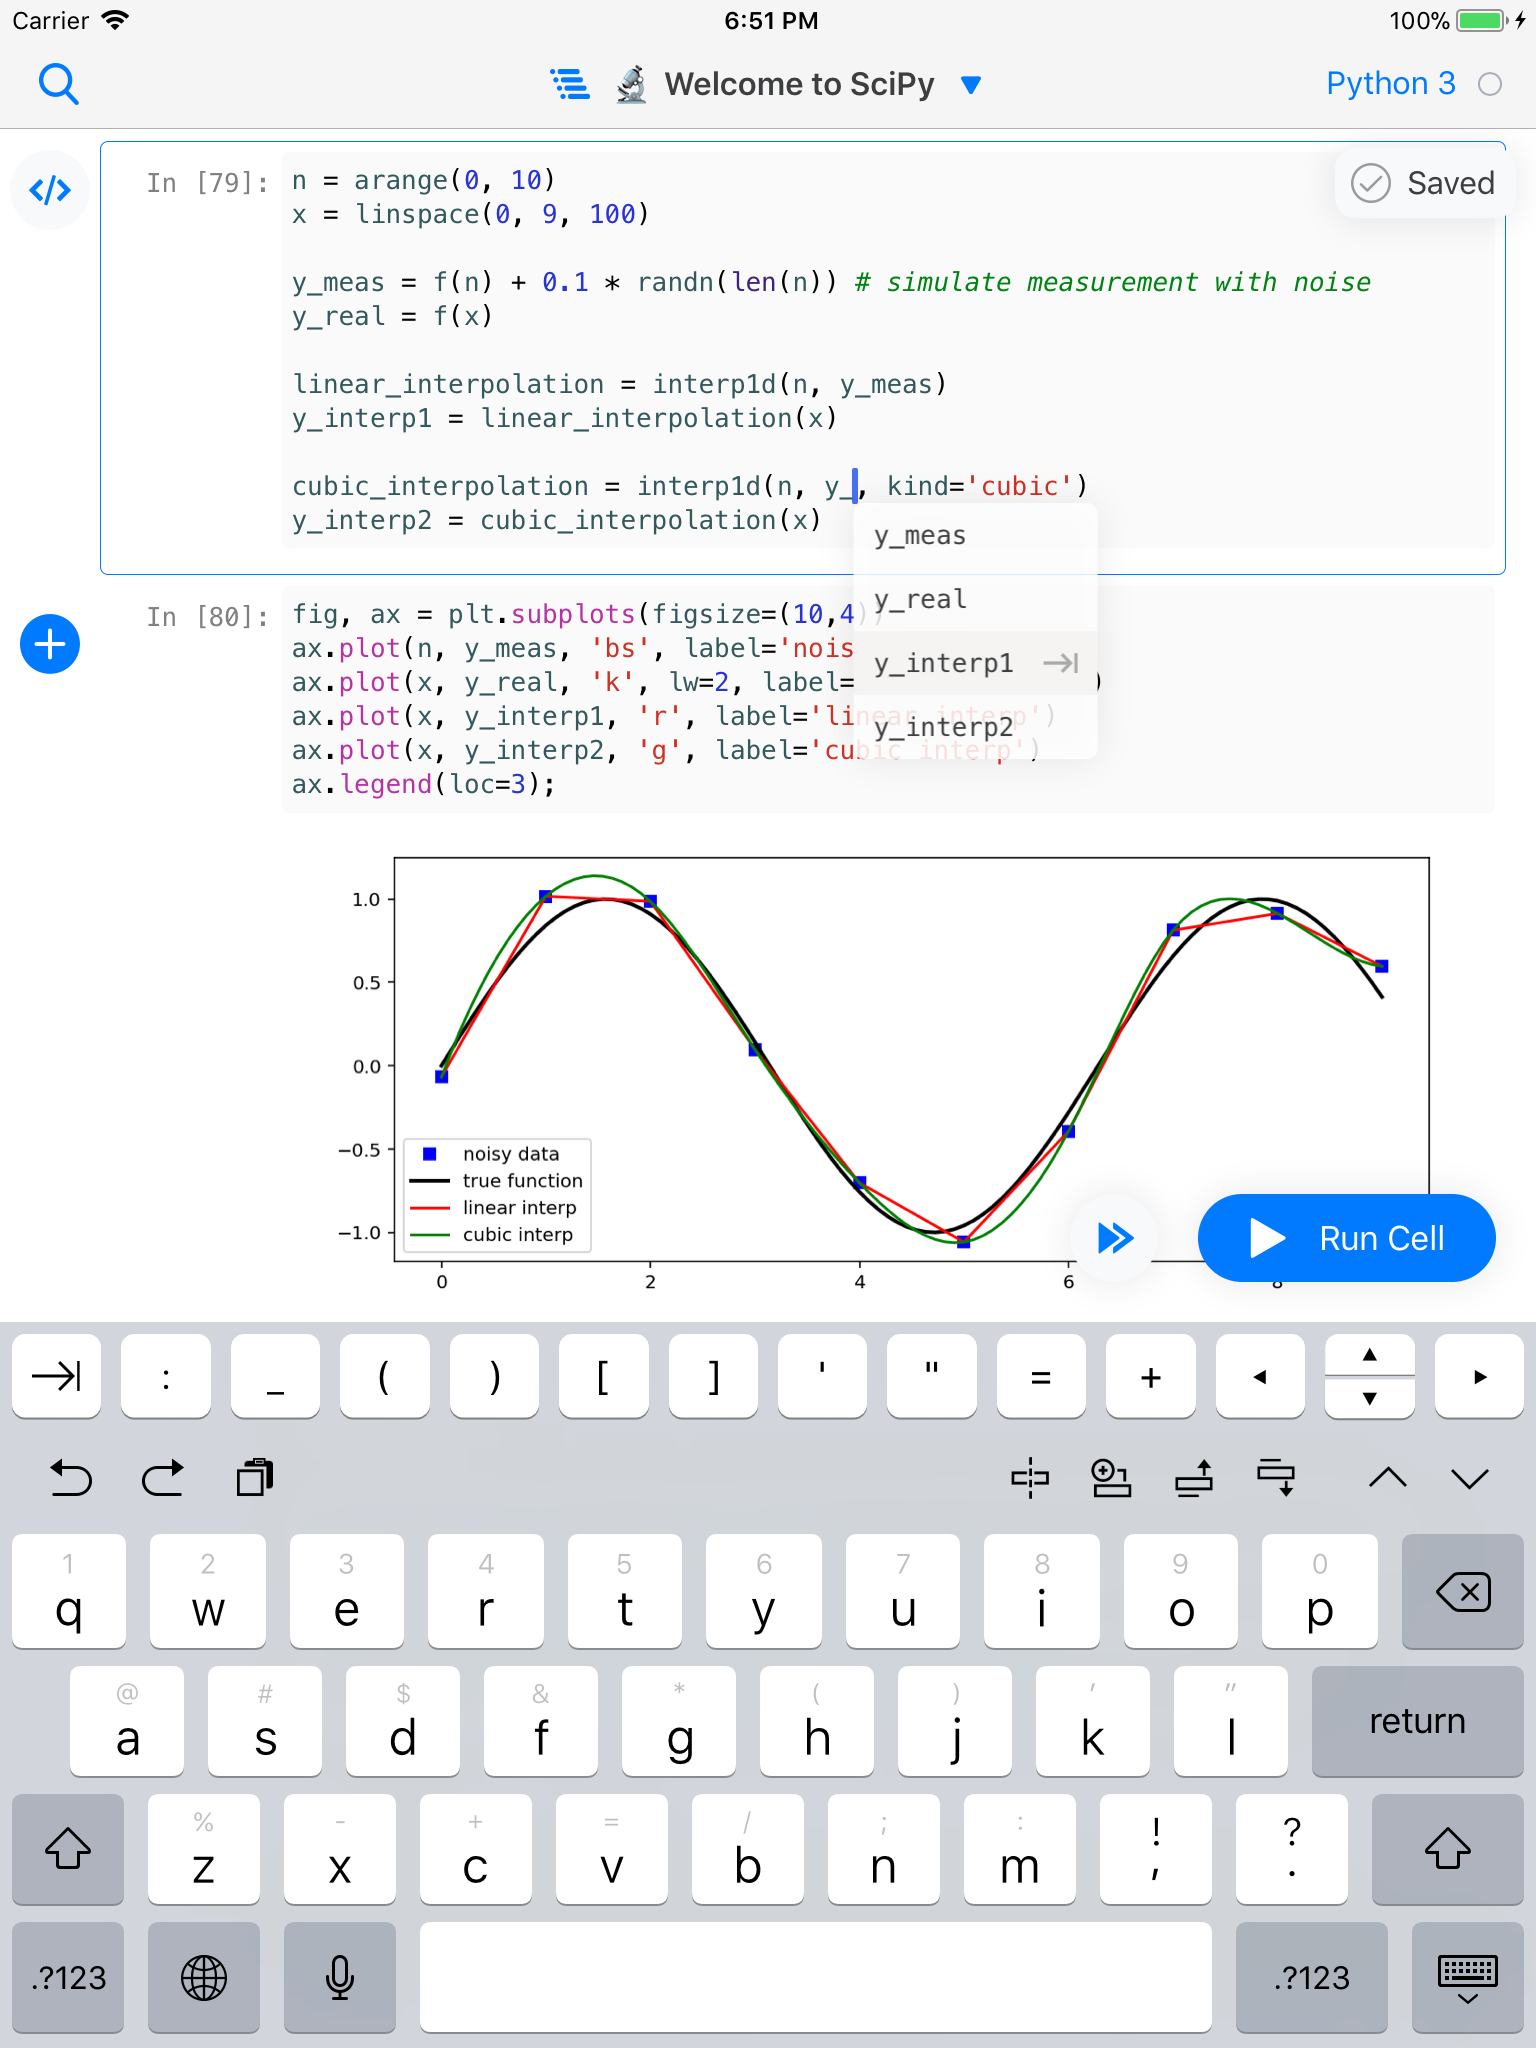 Carrier 6:51 PM 100%
Welcome to SciPy ▼ Python 3
Saved
In [79]:
n = arange(0, 10)
x = linspace(0, 9, 100)
y_meas = f(n) + 0.1 * randn(len(n)) # simulate measurement with noise
y_real = f(x)
linear_interpolation = interp1d(n, y_meas)
y_interp1 = linear_interpolation(x)
cubic_interpolation = interp1d(n, y_, kind='cubic')
y_interp2 = cubic_interpolation(x)
y_meas
y_real
y_interp1
y_interp2
In [80]:
fig, ax = plt.subplots(figsize=(10,4))
ax.plot(n, y_meas, 'bs', label='nois
ax.plot(x, y_real, 'k', lw=2, label= )
ax.plot(x, y_interp1, 'r', label='linear interp')
ax.plot(x, y_interp2, 'g', label='cubic interp')
ax.legend(loc=3);
1.0
0.5
0.0
−0.5
−1.0
noisy data
true function
linear interp
cubic interp
0 2 4 6 8
Run Cell
: _ ( ) [ ] ' " = +
1 2 3 4 5 6 7 8 9 0
q w e r t y u i o p
@ # $ & * ( ) ' "
a s d f g h j k l return
% - + = / ; : ! ?
z x c v b n m , .
.?123 .?123